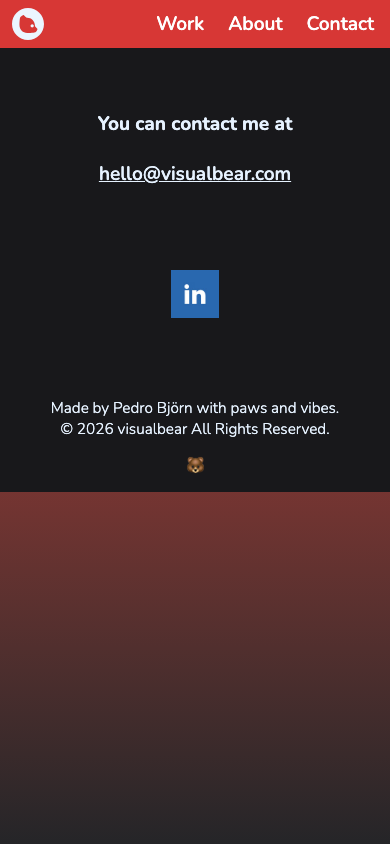 Work About Contact
You can contact me at
hello@visualbear.com
in
Made by Pedro Björn with paws and vibes.
© 2026 visualbear All Rights Reserved.